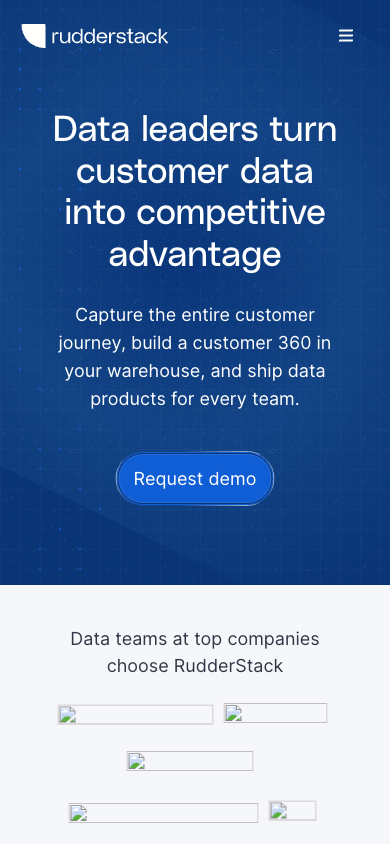 rudderstack
Data leaders turn
customer data
into competitive
advantage
Capture the entire customer
journey, build a customer 360 in
your warehouse, and ship data
products for every team.
Request demo
Data teams at top companies
choose RudderStack